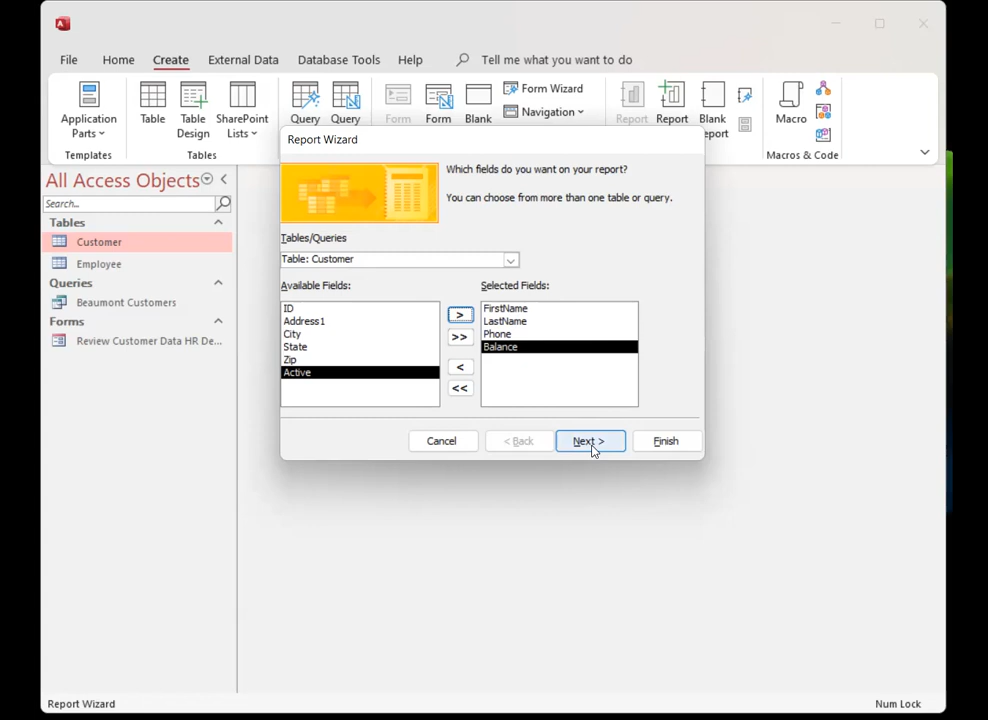 File Home Create External Data Database Tools Help Tell me what you want to do
Application Parts
Table
Table Design
SharePoint Lists
Query
Query
Form
Form
Blank
Form Wizard
Navigation
Report
Report
Blank
Macro
Templates
Tables
Macros & Code
Report Wizard
Which fields do you want on your report?
You can choose from more than one table or query.
Tables/Queries
Table: Customer
Available Fields:
ID
Address1
City
State
Zip
Active
>
>>
<
<<
Selected Fields:
FirstName
LastName
Phone
Balance
Cancel
< Back
Next >
Finish
All Access Objects
Search...
Tables
Customer
Employee
Queries
Beaumont Customers
Forms
Review Customer Data HR De...
Report Wizard
Num Lock